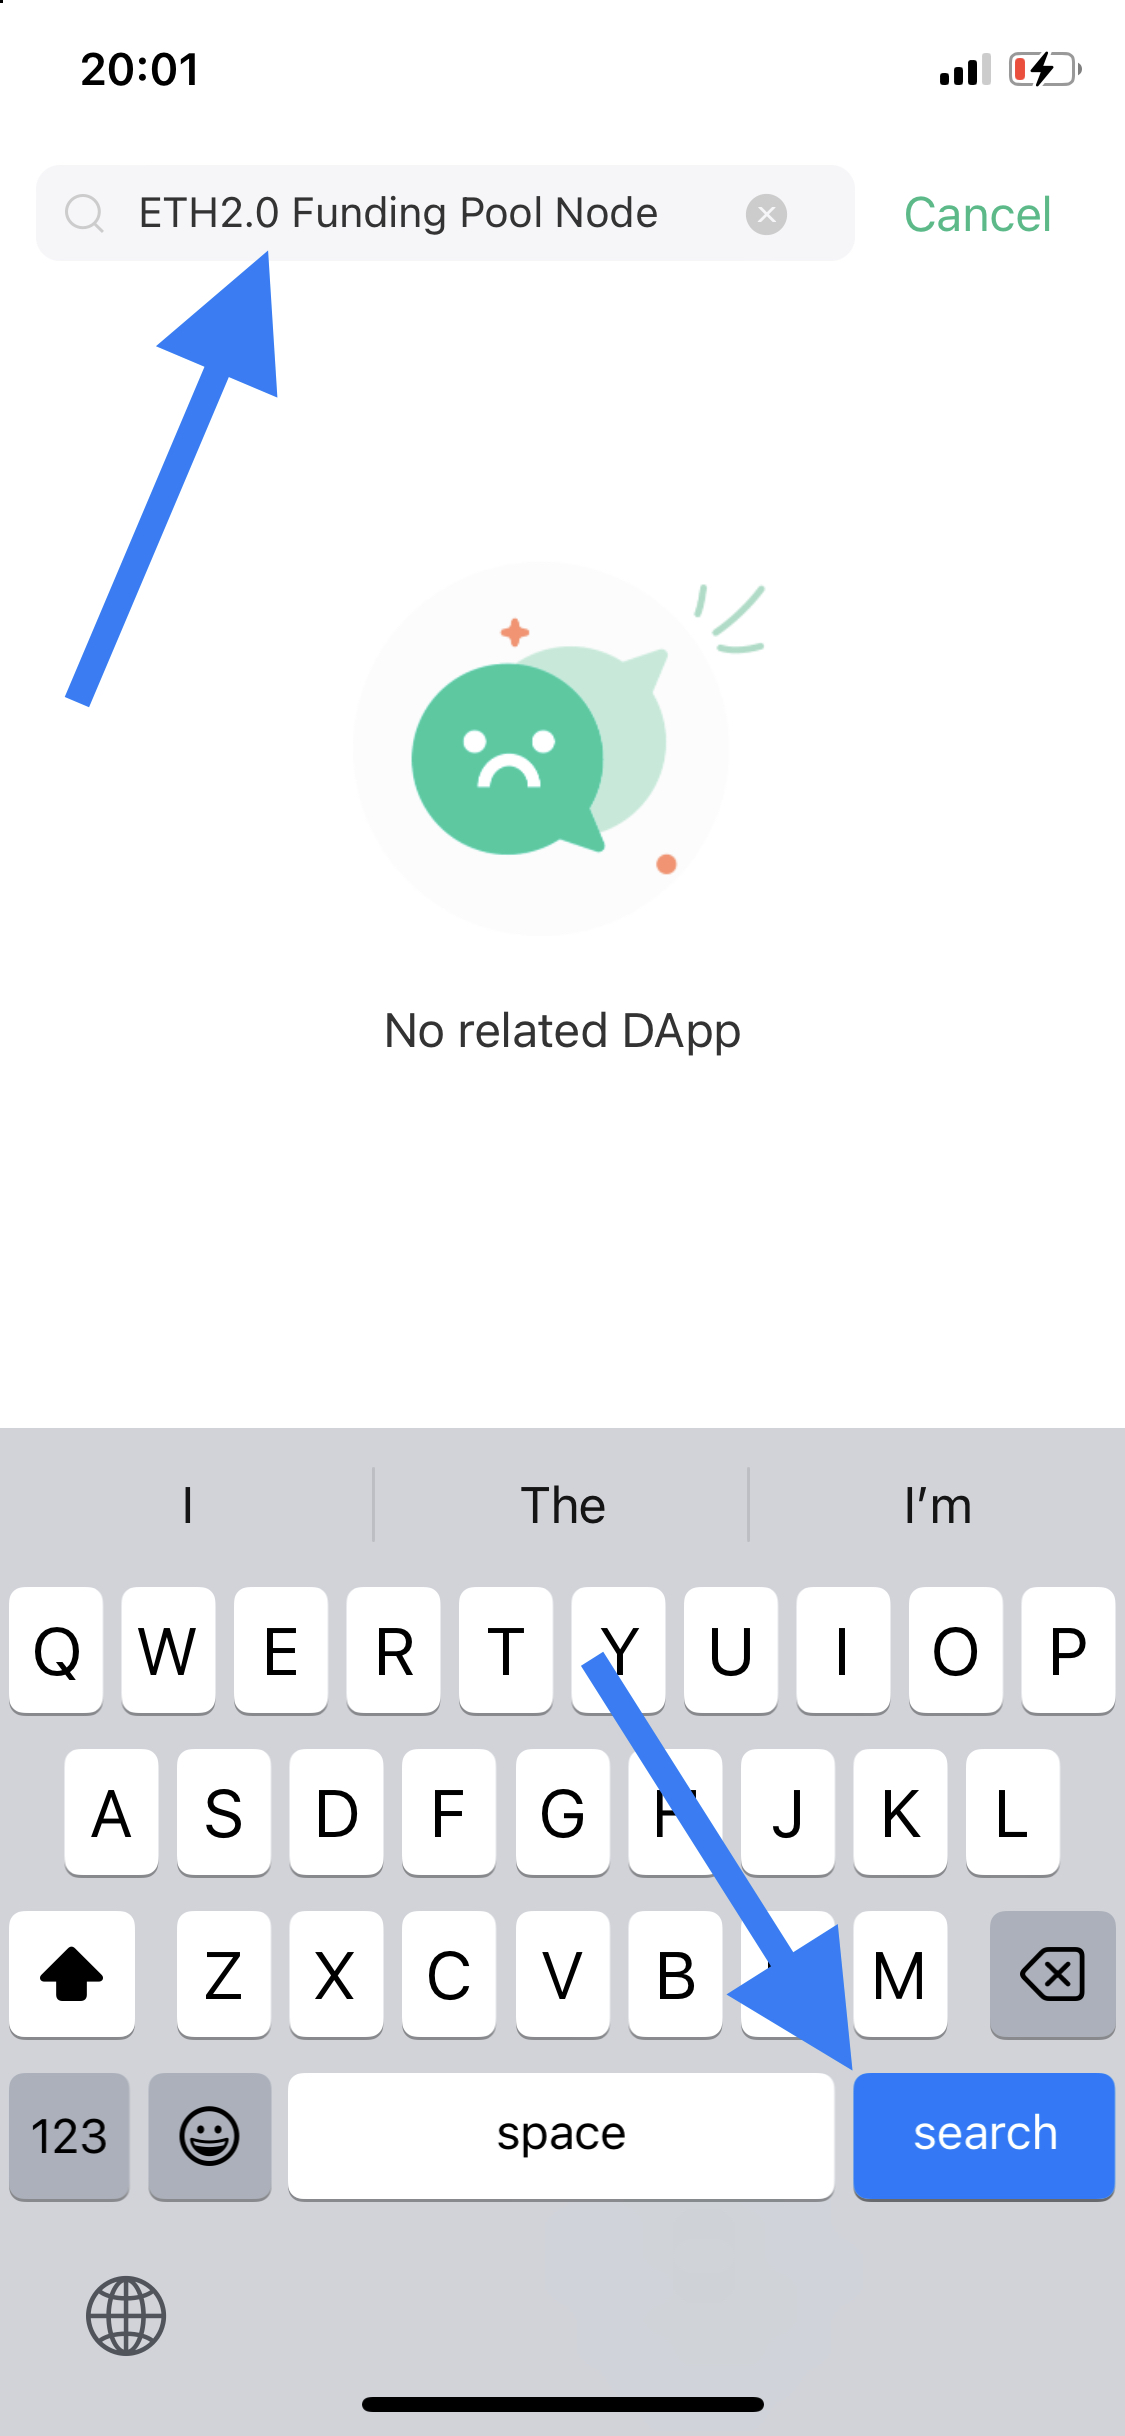 20:01
ETH2.0 Funding Pool Node
Cancel
No related DApp
I The I'm
Q W E R T Y U I O P
A S D F G H J K L
Z X C V B M
123 space search